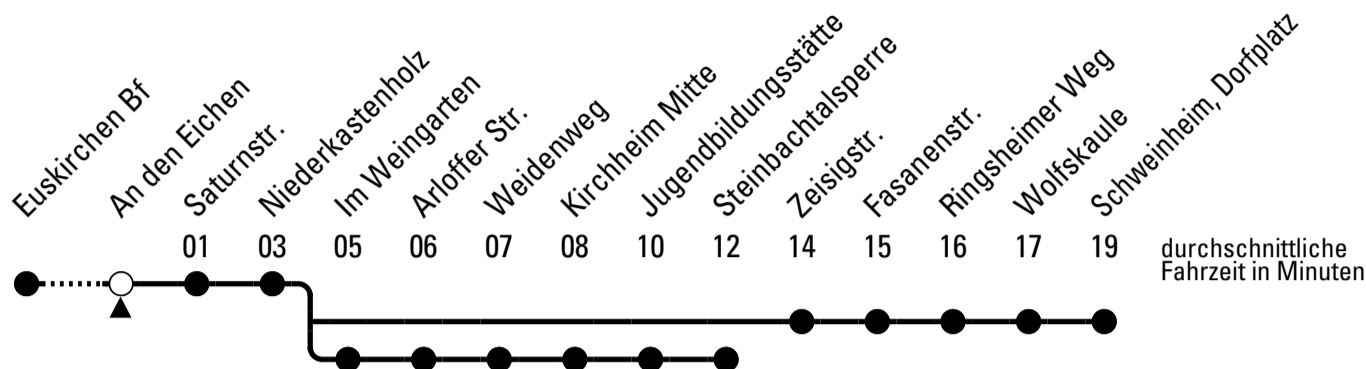 Euskirchen Bf
An den Eichen
Saturnstr.
Niederkastenholz
Im Weingarten
Arloffer Str.
Weidenweg
Kirchheim Mitte
Jugendbildungsstätte
Steinbachtalsperre
Zeisigstr.
Fasanenstr.
Ringsheimer Weg
Wolfskaule
Schweinheim, Dorfplatz
01 03 05 06 07 08 10 12 14 15 16 17 19
durchschnittliche
Fahrzeit in Minuten